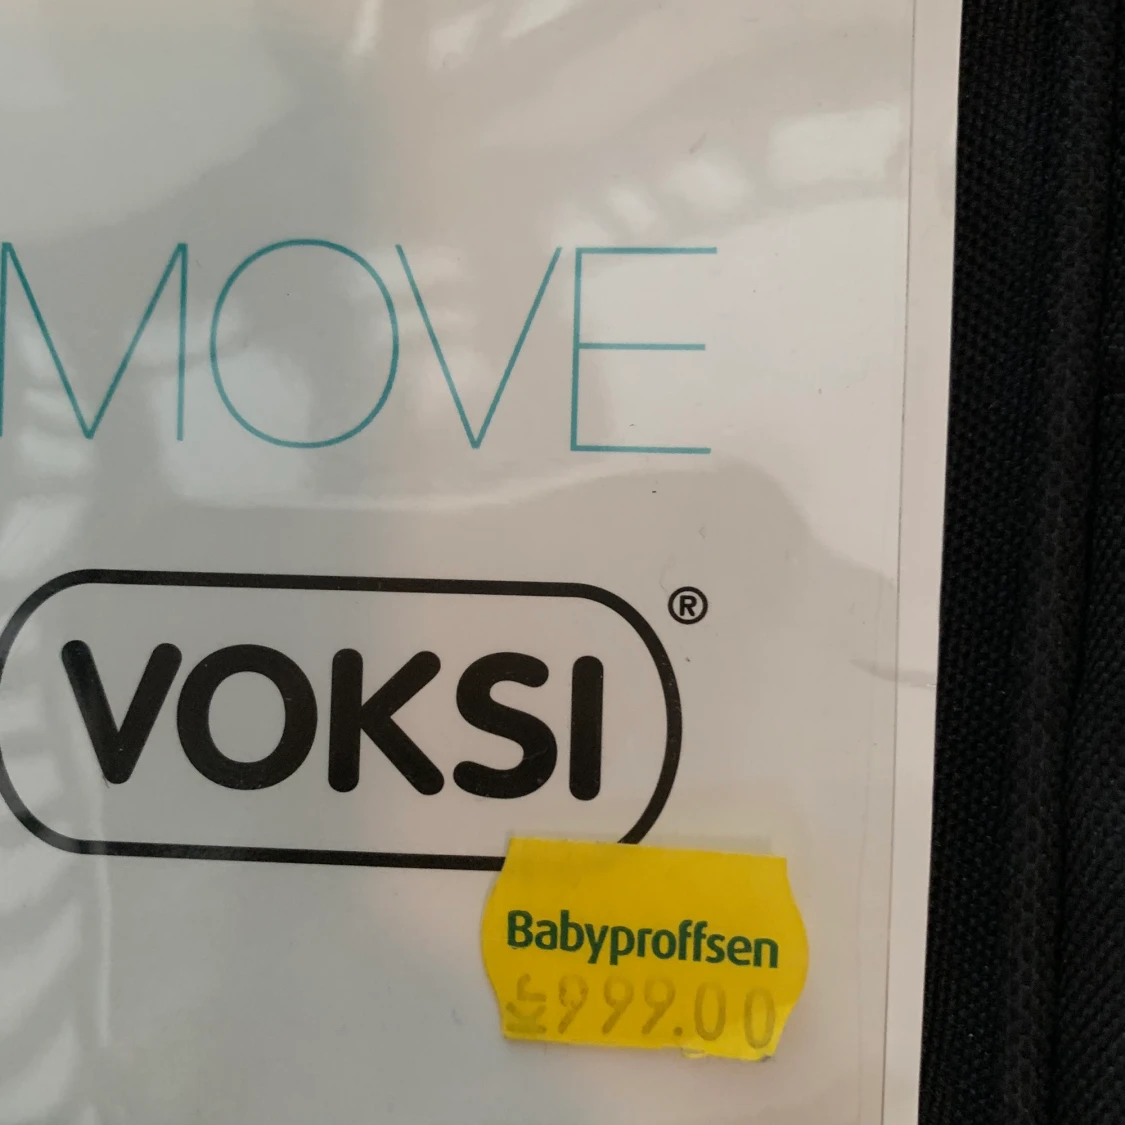 MOVE
VOKSI®
Babyproffsen
Kr 999.00